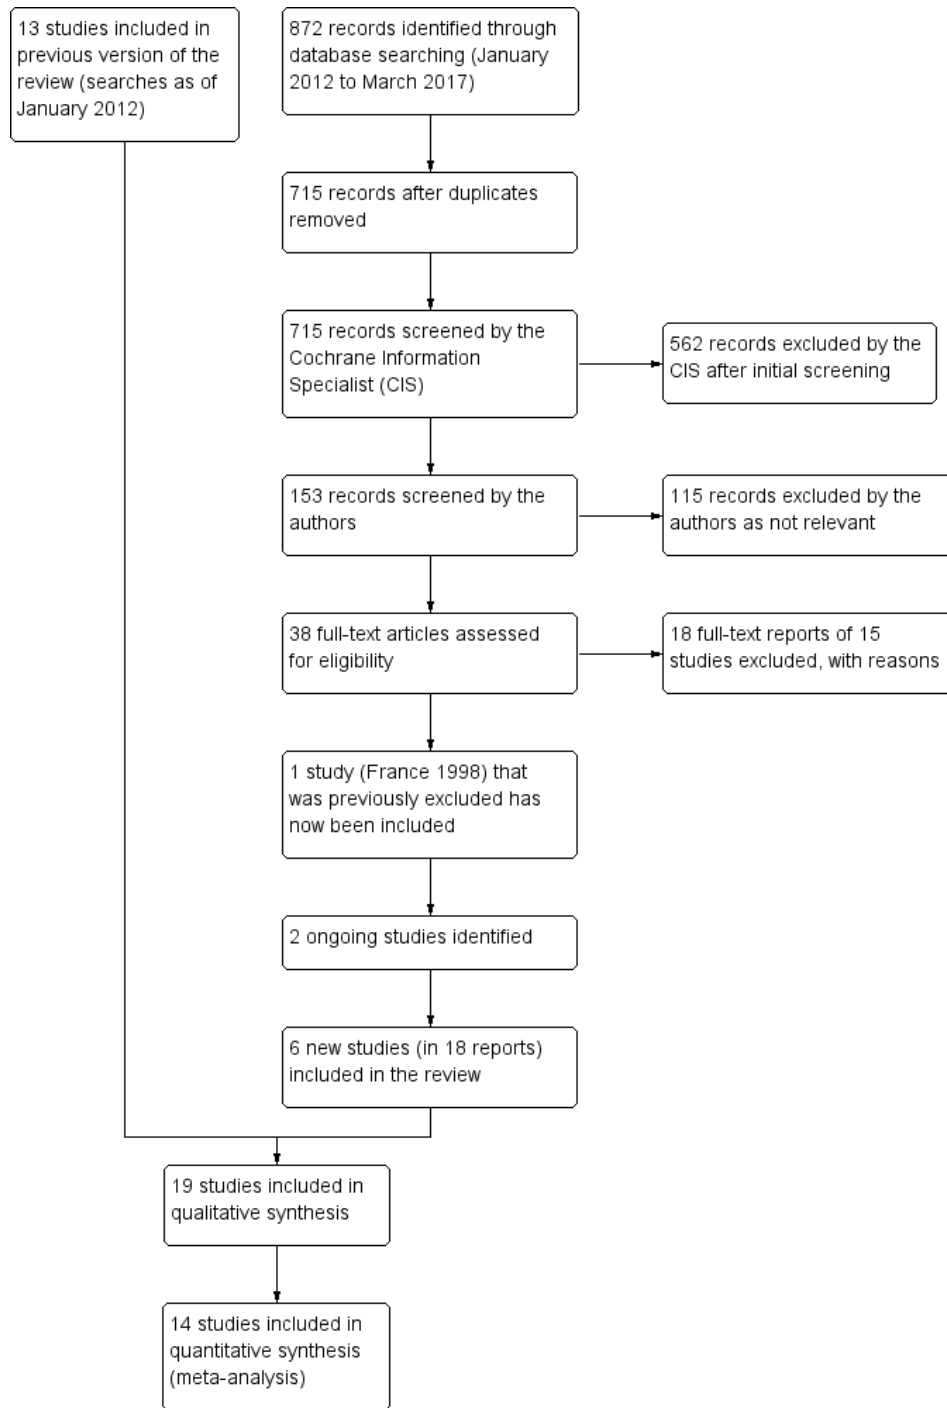 13 studies included in
previous version of the
review (searches as of
January 2012)
872 records identified through
database searching (January
2012 to March 2017)
715 records after duplicates
removed
715 records screened by the
Cochrane Information
Specialist (CIS)
562 records excluded by the
CIS after initial screening
153 records screened by the
authors
115 records excluded by the
authors as not relevant
38 full-text articles assessed
for eligibility
18 full-text reports of 15
studies excluded, with reasons
1 study (France 1998) that
was previously excluded has
now been included
2 ongoing studies identified
6 new studies (in 18 reports)
included in the review
19 studies included in
qualitative synthesis
14 studies included in
quantitative synthesis
(meta-analysis)